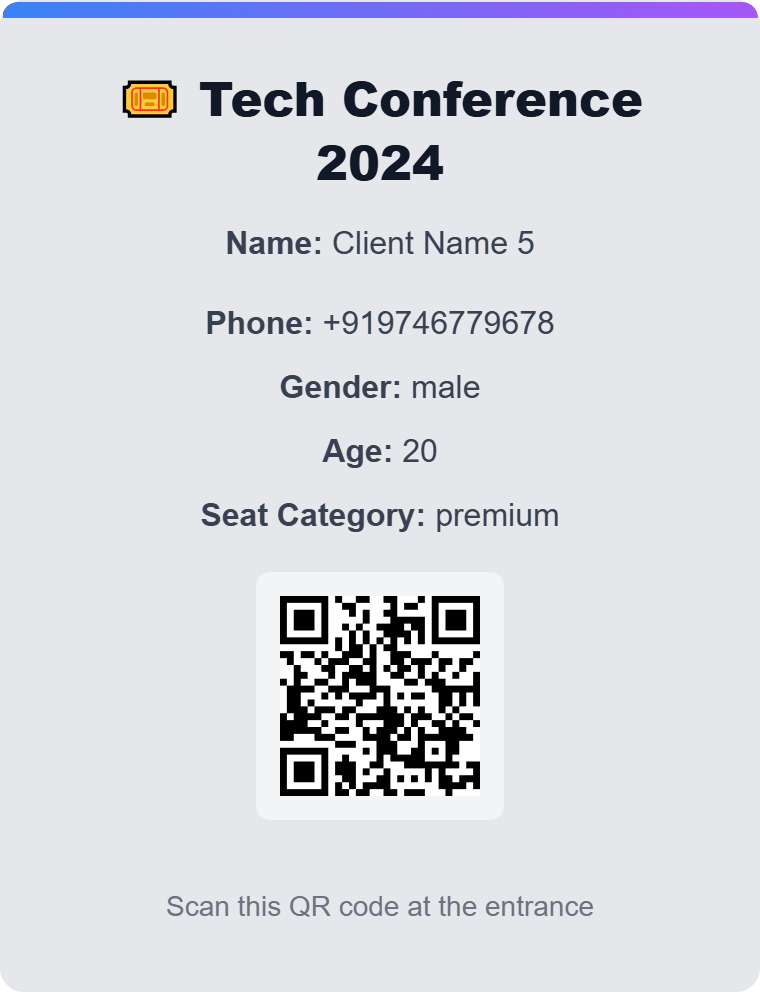 🎫 Tech Conference
2024
Name: Client Name 5
Phone: +919746779678
Gender: male
Age: 20
Seat Category: premium
Scan this QR code at the entrance